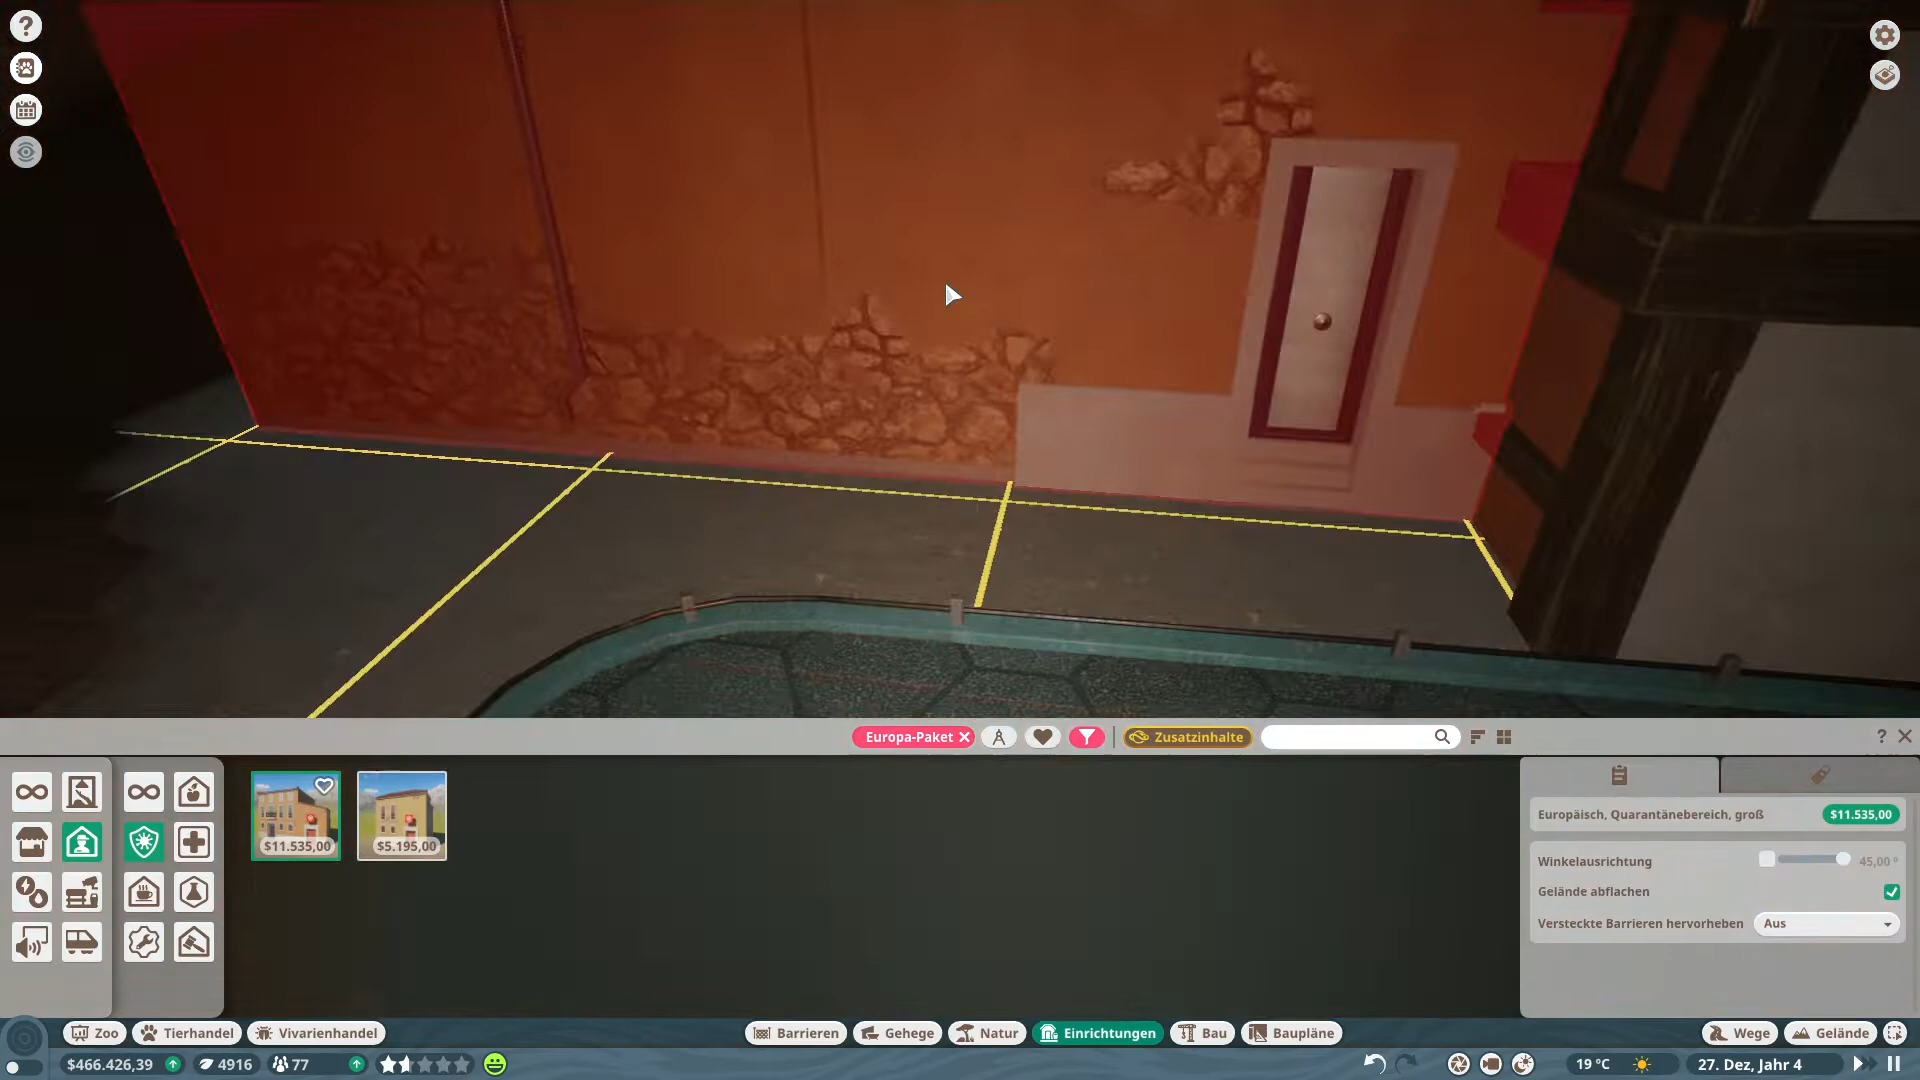 Europa-Paket
Zusatzinhalte
$11.535,00
$5.195,00
Europäisch, Quarantänebereich, groß
$11.535,00
Winkelausrichtung
45,00 °
Gelände abflachen
Versteckte Barrieren hervorheben
Aus
Zoo
Tierhandel
Vivarienhandel
Barrieren
Gehege
Natur
Einrichtungen
Bau
Baupläne
Wege
Gelände
$466.426,39
4916
77
19 °C
27. Dez, Jahr 4